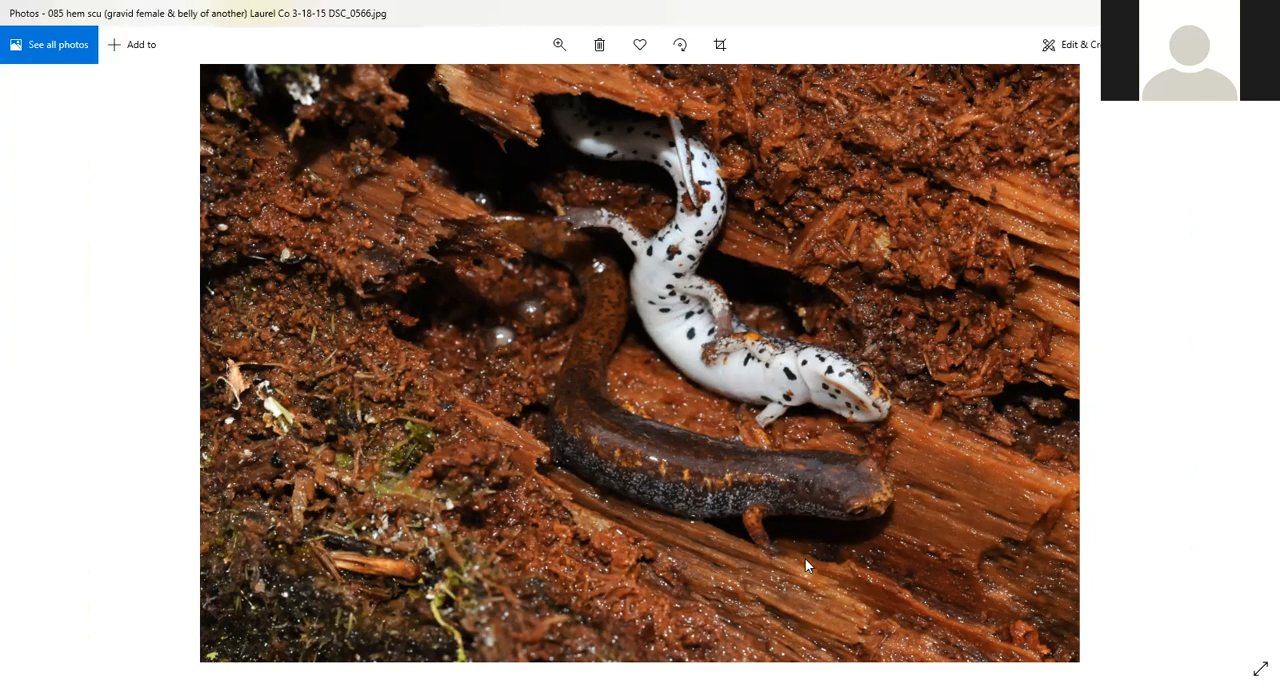 Photos - 085 hem scu (gravid female & belly of another) Laurel Co 3-18-15 DSC_0566.jpg
See all photos
Add to
Edit & Cr